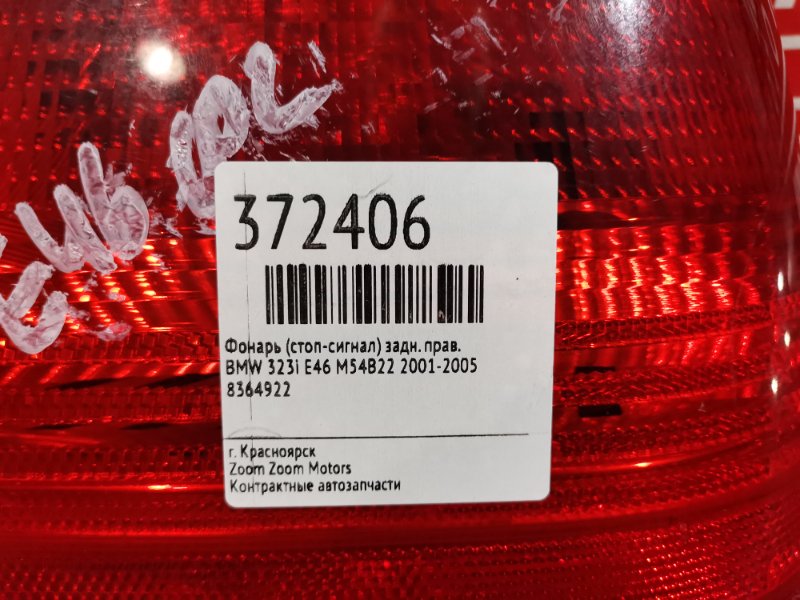 372406
Фонарь (стоп-сигнал) задн. прав.
BMW 323i E46 M54B22 2001-2005
8364922
г. Красноярск
Zoom Zoom Motors
Контрактные автозапчасти